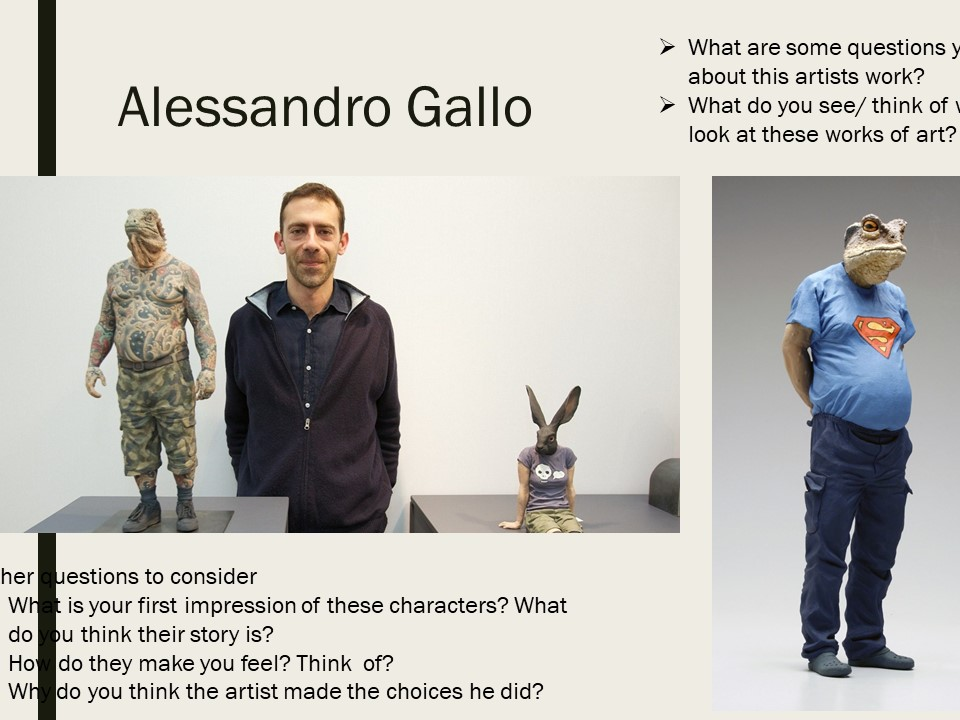 Alessandro Gallo
➢ What are some questions y
about this artists work?
➢ What do you see/ think of
look at these works of art?
her questions to consider
What is your first impression of these characters? What
do you think their story is?
How do they make you feel? Think of?
Why do you think the artist made the choices he did?